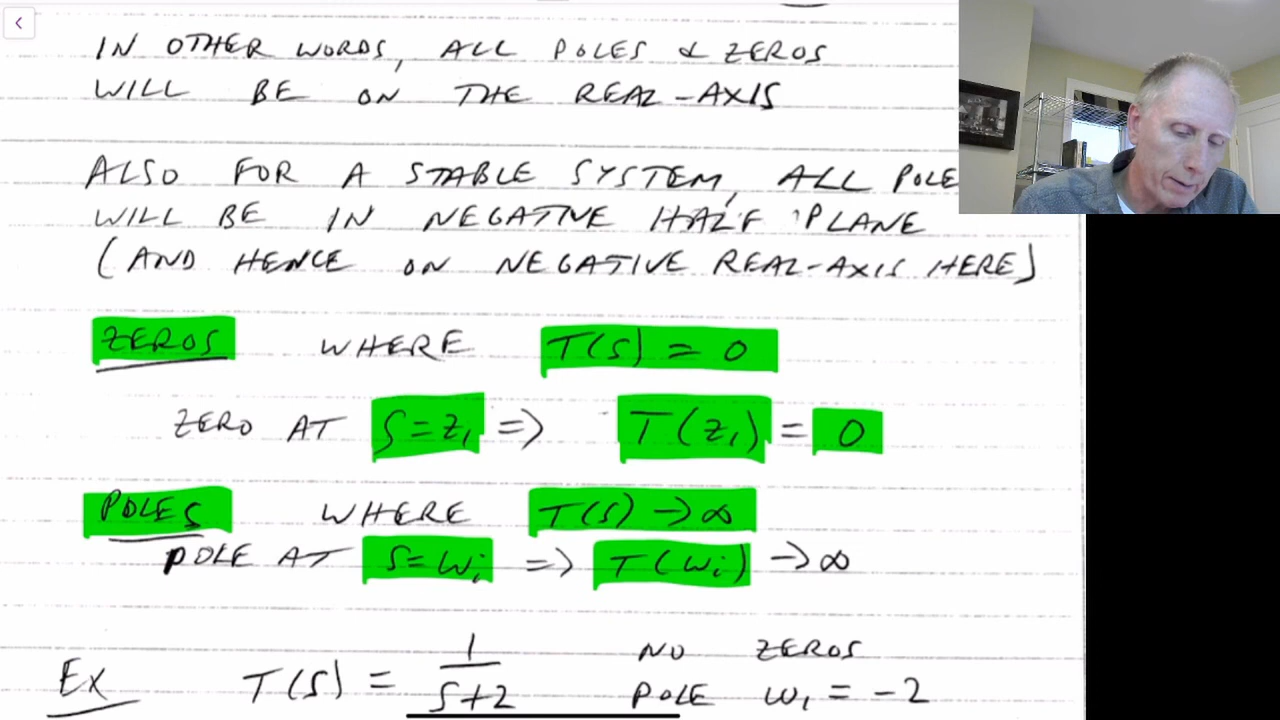 IN OTHER WORDS, ALL POLES & ZEROS
WILL BE ON THE REAL-AXIS
ALSO FOR A STABLE SYSTEM, ALL POLE
WILL BE IN NEGATIVE HALF PLANE
(AND HENCE ON NEGATIVE REAL-AXIS HERE)
ZEROS WHERE T(S) = 0
ZERO AT S=Z₁ => T(Z₁) = 0
POLES WHERE T(S) -> ∞
POLE AT S=Wᵢ => T(Wᵢ) -> ∞
EX T(S) = 1/(S+2) NO ZEROS
POLE W₁ = -2